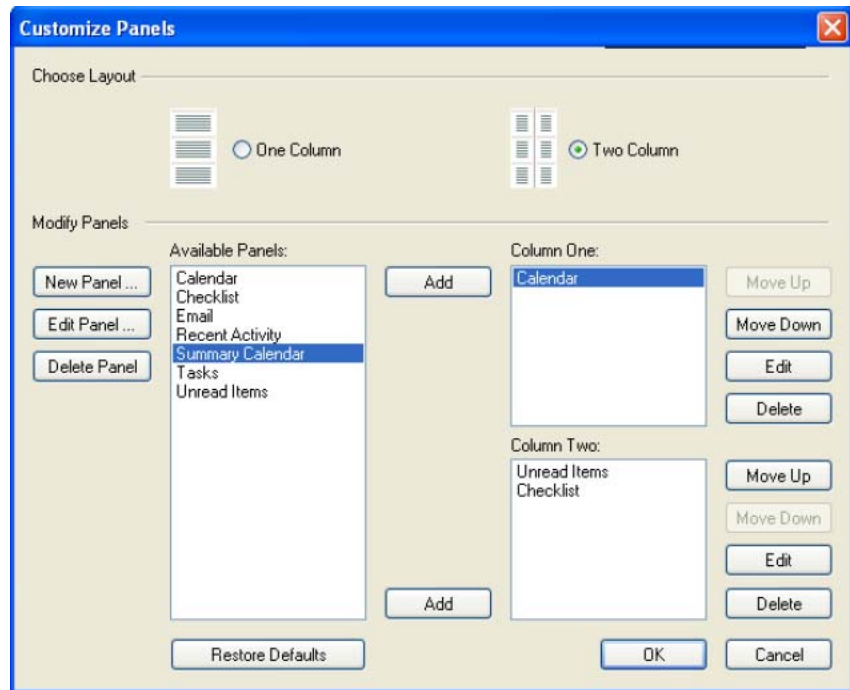 Customize Panels
Choose Layout
One Column
Two Column
Modify Panels
Available Panels:
Column One:
New Panel ...
Edit Panel ...
Delete Panel
Calendar
Checklist
Email
Recent Activity
Summary Calendar
Tasks
Unread Items
Add
Calendar
Move Up
Move Down
Edit
Delete
Column Two:
Unread Items
Checklist
Move Up
Move Down
Edit
Delete
Add
Restore Defaults
OK
Cancel